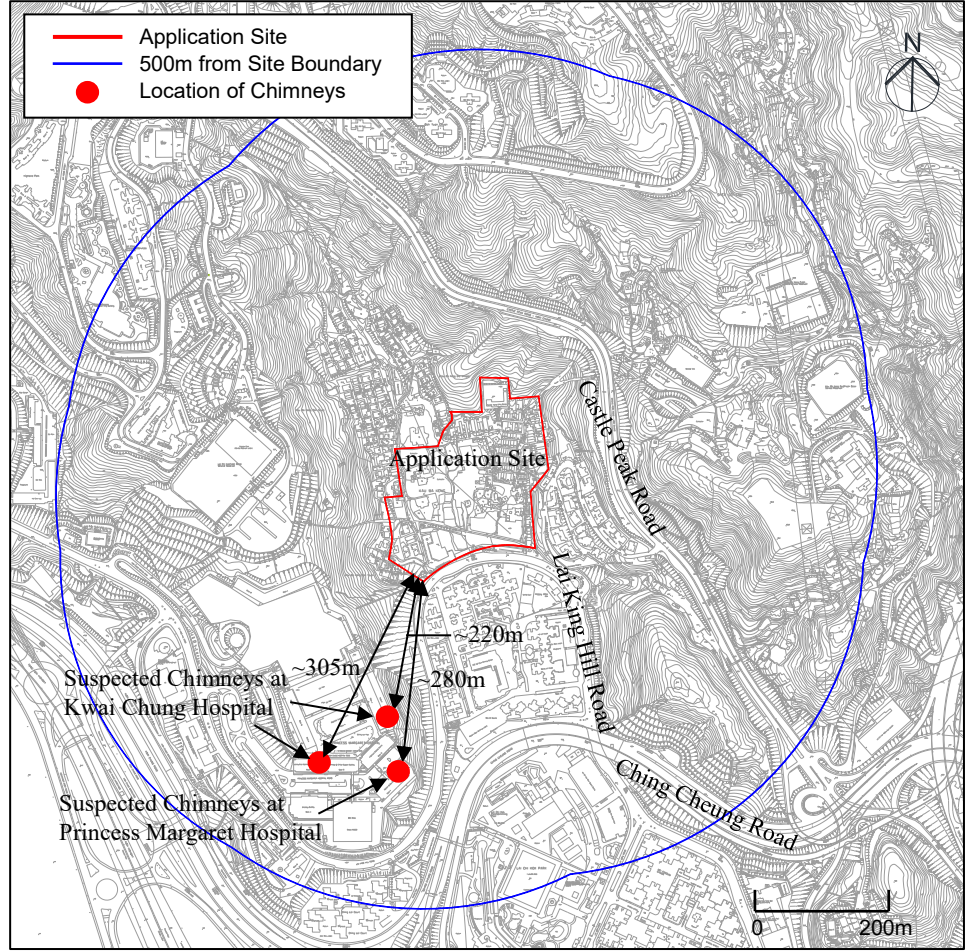 Application Site
500m from Site Boundary
Location of Chimneys
N
Application Site
Castle Peak Road
Lai King Hill Road
~220m
~305m
~280m
Suspected Chimneys at
Kwai Chung Hospital
Suspected Chimneys at
Princess Margaret Hospital
Ching Cheung Road
0
200m